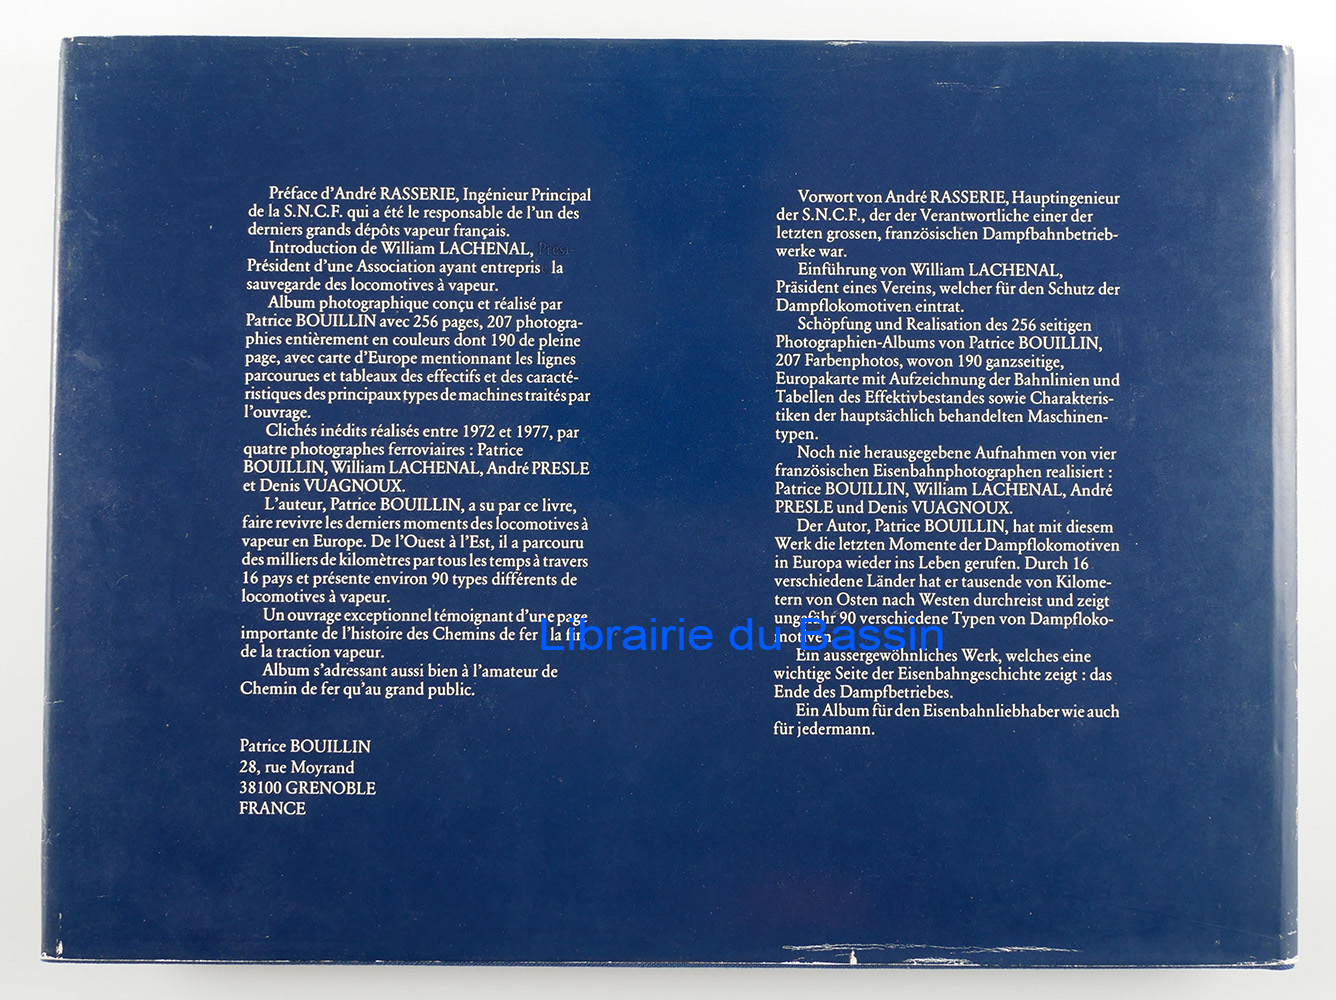 Préface d'André RASSERIE, Ingénieur Principal
de la S.N.C.F. qui a été le responsable de l'un des
derniers grands dépôts vapeur français.
Introduction de William LACHENAL, Prési-
Président d'une Association ayant entrepris la
sauvegarde des locomotives à vapeur.
Album photographique conçu et réalisé par
Patrice BOUILLIN avec 256 pages, 207 photogra-
phies entièrement en couleurs dont 190 de pleine
page, avec carte d'Europe mentionnant les lignes
parcourues et tableaux des effectifs et des caracté-
ristiques des principaux types de machines traités par
l'ouvrage.
Clichés inédits réalisés entre 1972 et 1977, par
quatre photographes ferroviaires : Patrice
BOUILLIN, William LACHENAL, André PRESLE
et Denis VUAGNOUX.
L'auteur, Patrice BOUILLIN, a su par ce livre,
faire revivre les derniers moments des locomotives à
vapeur en Europe. De l'Ouest à l'Est, il a parcouru
des milliers de kilomètres par tous les temps à travers
16 pays et présente environ 90 types différents de
locomotives à vapeur.
Un ouvrage exceptionnel témoignant d'une page
importante de l'histoire des Chemins de fer : la fin
de la traction vapeur.
Album s'adressant aussi bien à l'amateur de
Chemin de fer qu'au grand public.
Patrice BOUILLIN
28, rue Moyrand
38100 GRENOBLE
FRANCE
Vorwort von André RASSERIE, Hauptingenieur
der S.N.C.F., der der Verantwortliche einer der
letzten grossen, französischen Dampfbahnbetrieb-
werke war.
Einführung von William LACHENAL,
Präsident eines Vereins, welcher für den Schutz der
Dampflokomotiven eintrat.
Schöpfung und Realisation des 256 seitigen
Photographien-Albums von Patrice BOUILLIN,
207 Farbenphotos, wovon 190 ganzseitige,
Europakarte mit Aufzeichnung der Bahnlinien und
Tabellen des Effektivbestandes sowie Charakteris-
tiken der hauptsächlich behandelten Maschinen-
typen.
Noch nie herausgegebene Aufnahmen von vier
französischen Eisenbahnphotographen realisiert :
Patrice BOUILLIN, William LACHENAL, André
PRESLE und Denis VUAGNOUX.
Der Autor, Patrice BOUILLIN, hat mit diesem
Werk die letzten Momente der Dampflokomotiven
in Europa wieder ins Leben gerufen. Durch 16
verschiedene Länder hat er tausende von Kilome-
tern von Osten nach Westen durchreist und zeigt
ungefähr 90 verschidene Typen von Dampfloko-
motiven
Ein aussergewöhnliches Werk, welches eine
wichtige Seite der Eisenbahngeschichte zeigt : das
Ende des Dampfbetriebes.
Ein Album für den Eisenbahnliebhaber wie auch
für jedermann.
Librairie du Bassin